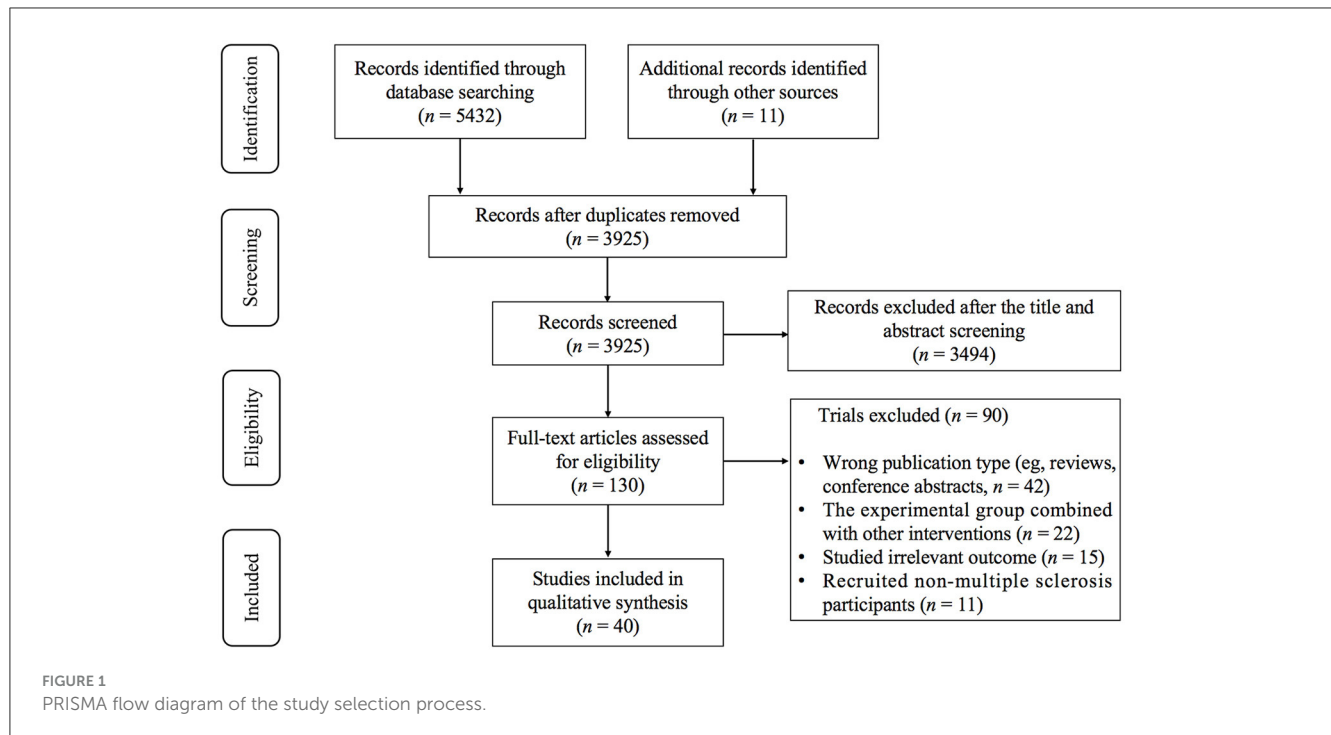 Identification
Records identified through
database searching
(n = 5432)
Additional records identified
through other sources
(n = 11)
Screening
Records after duplicates removed
(n = 3925)
Records screened
(n = 3925)
Records excluded after the title and
abstract screening
(n = 3494)
Eligibility
Full-text articles assessed
for eligibility
(n = 130)
Trials excluded (n = 90)
• Wrong publication type (eg, reviews,
conference abstracts, n = 42)
• The experimental group combined
with other interventions (n = 22)
• Studied irrelevant outcome (n = 15)
• Recruited non-multiple sclerosis
participants (n = 11)
Included
Studies included in
qualitative synthesis
(n = 40)
FIGURE 1
PRISMA flow diagram of the study selection process.